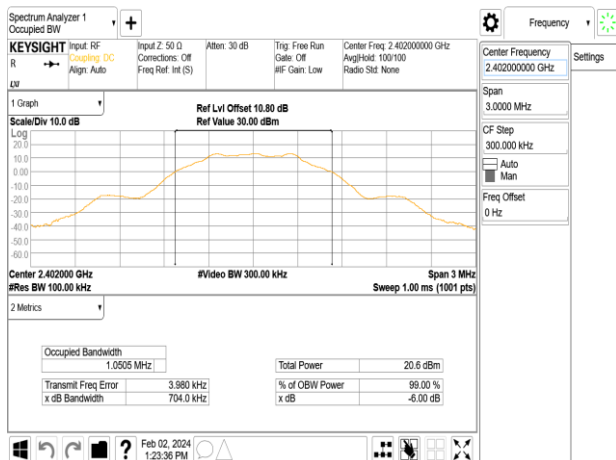 Spectrum Analyzer 1
Occupied BW
KEYSIGHT
R
Input: RF
Coupling: DC
Align: Auto
Input Z: 50 Ω
Corrections: Off
Freq Ref: Int (S)
Atten: 30 dB
Trig: Free Run
Gate: Off
#IF Gain: Low
Center Freq: 2.402000000 GHz
Avg|Hold: 100/100
Radio Std: None
1 Graph
Scale/Div 10.0 dB
Ref Lvl Offset 10.80 dB
Ref Value 30.00 dBm
Log
20.0
10.0
0.00
-10.0
-20.0
-30.0
-40.0
-50.0
-60.0
Center 2.402000 GHz
#Res BW 100.00 kHz
#Video BW 300.00 kHz
Span 3 MHz
Sweep 1.00 ms (1001 pts)
2 Metrics
Occupied Bandwidth
1.0505 MHz
Transmit Freq Error 3.980 kHz
x dB Bandwidth 704.0 kHz
Total Power 20.6 dBm
% of OBW Power 99.00 %
x dB -6.00 dB
?
Feb 02, 2024
1:23:36 PM
Frequency
Settings
Center Frequency
2.402000000 GHz
Span
3.0000 MHz
CF Step
300.000 kHz
Auto
Man
Freq Offset
0 Hz